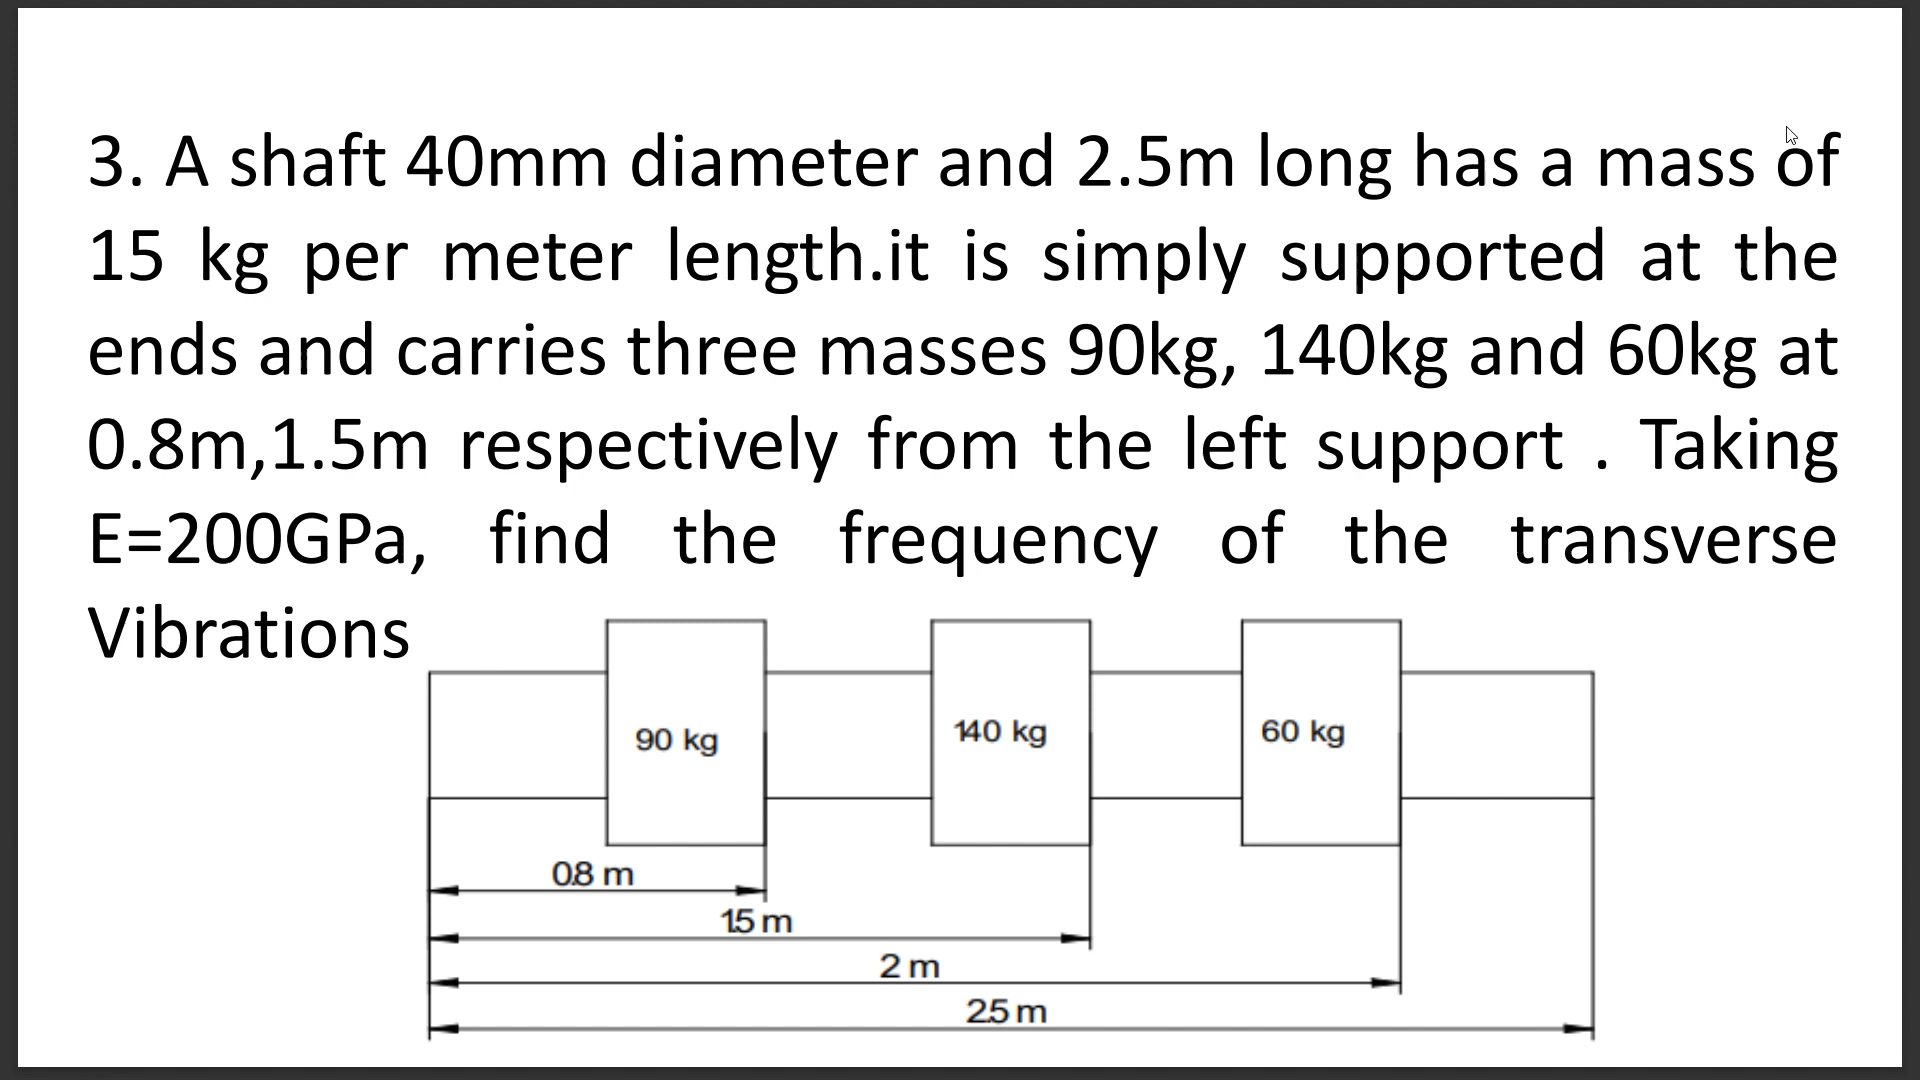 3. A shaft 40mm diameter and 2.5m long has a mass of
15 kg per meter length.it is simply supported at the
ends and carries three masses 90kg, 140kg and 60kg at
0.8m,1.5m respectively from the left support . Taking
E=200GPa, find the frequency of the transverse
Vibrations
90 kg
140 kg
60 kg
0.8 m
1.5 m
2 m
2.5 m